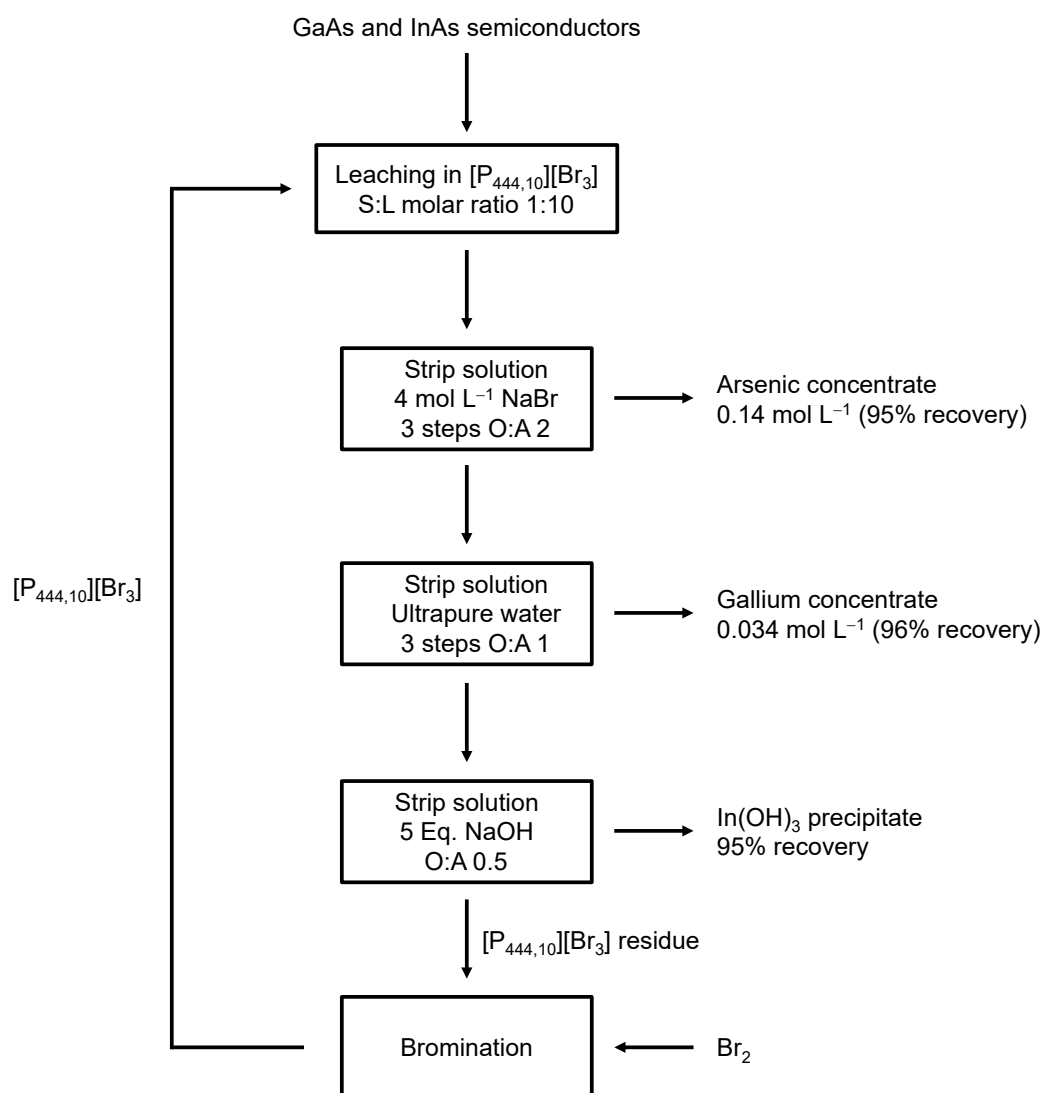 GaAs and InAs semiconductors
Leaching in [P₄₄₄,₁₀][Br₃]
S:L molar ratio 1:10
Strip solution
4 mol L⁻¹ NaBr
3 steps O:A 2
Arsenic concentrate
0.14 mol L⁻¹ (95% recovery)
[P₄₄₄,₁₀][Br₃]
Strip solution
Ultrapure water
3 steps O:A 1
Gallium concentrate
0.034 mol L⁻¹ (96% recovery)
Strip solution
5 Eq. NaOH
O:A 0.5
In(OH)₃ precipitate
95% recovery
[P₄₄₄,₁₀][Br₃] residue
Bromination
Br₂